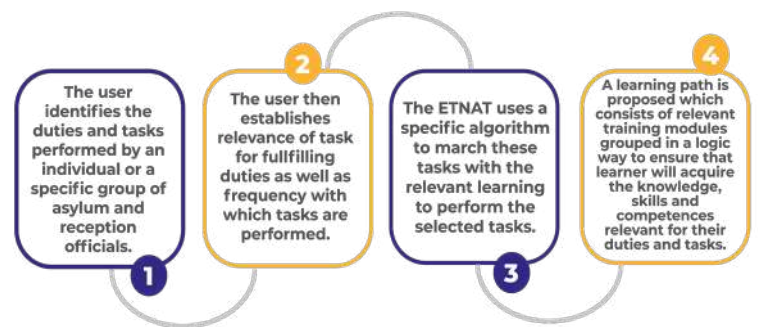 The user
identifies the
duties and tasks
performed by an
individual or a
specific group of
asylum and
reception
officials.
1
2
The user then
establishes
relevance of task
for fullfilling
duties as well as
frequency with
which tasks are
performed.
The ETNAT uses a
specific algorithm
to march these
tasks with the
relevant learning
to perform the
selected tasks.
3
4
A learning path is
proposed which
consists of relevant
training modules
grouped in a logic
way to ensure that
learner will acquire
the knowledge,
skills and
competences
relevant for their
duties and tasks.